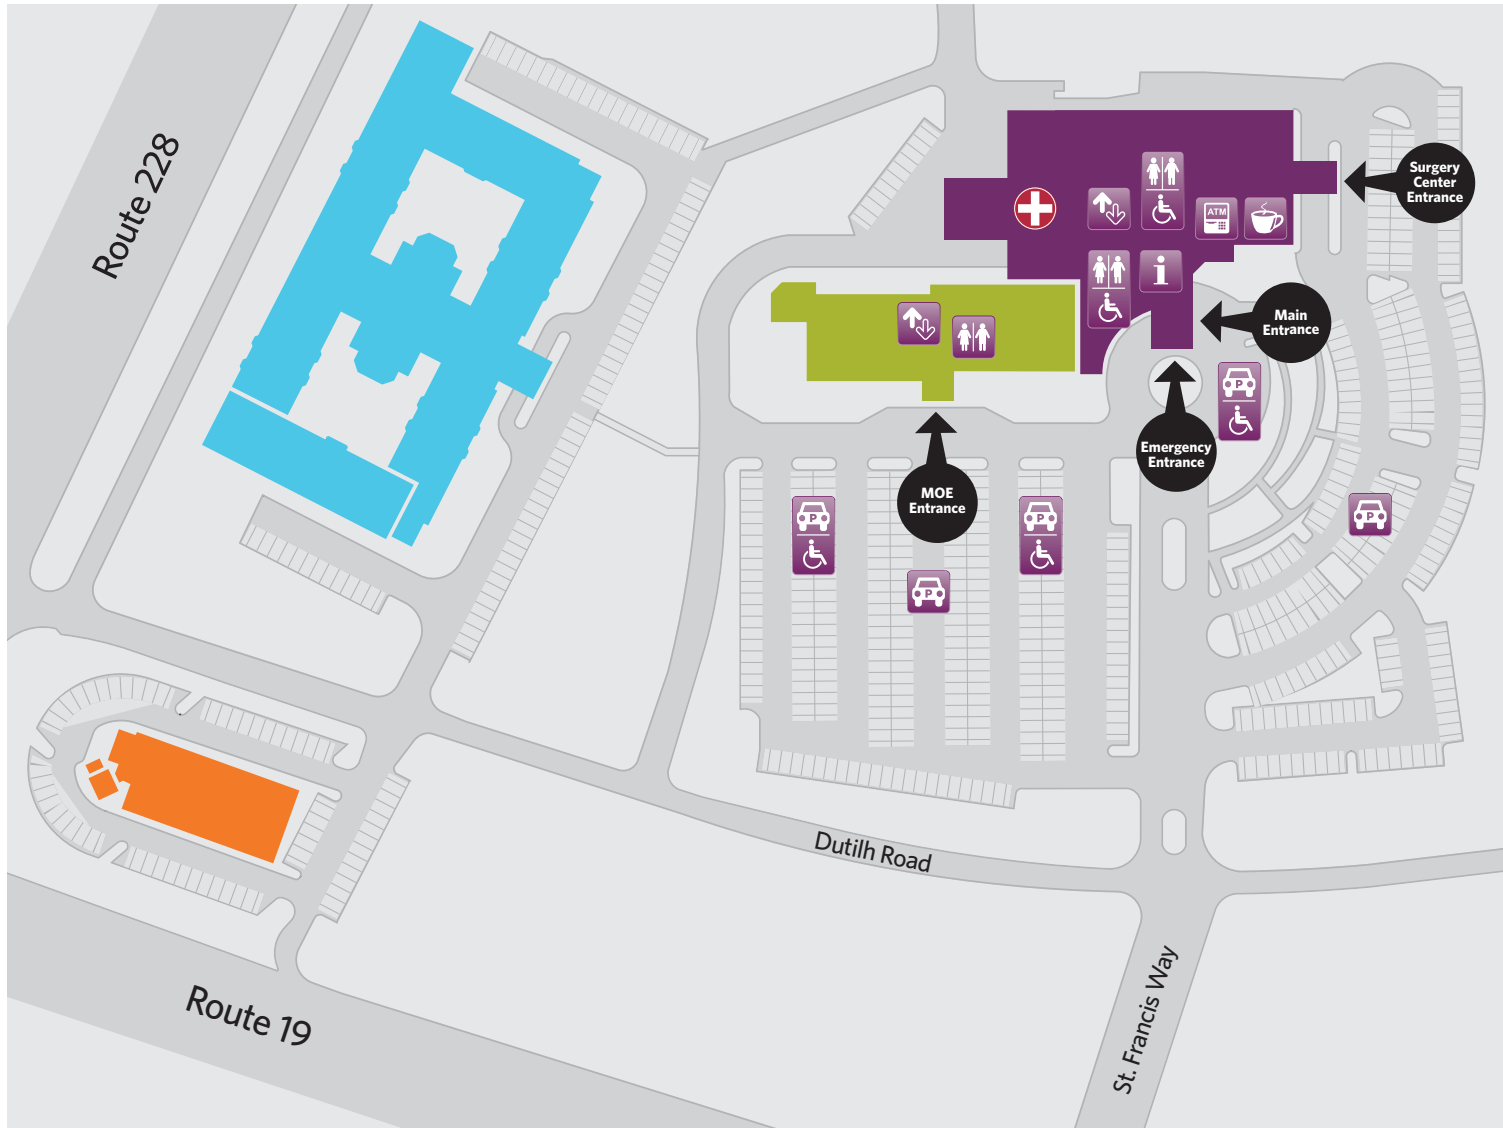 Route 228
Surgery
Center
Entrance
ATM
i
Main
Entrance
P
Emergency
Entrance
MOE
Entrance
P
P
P
P
Dutilh Road
St. Francis Way
Route 19